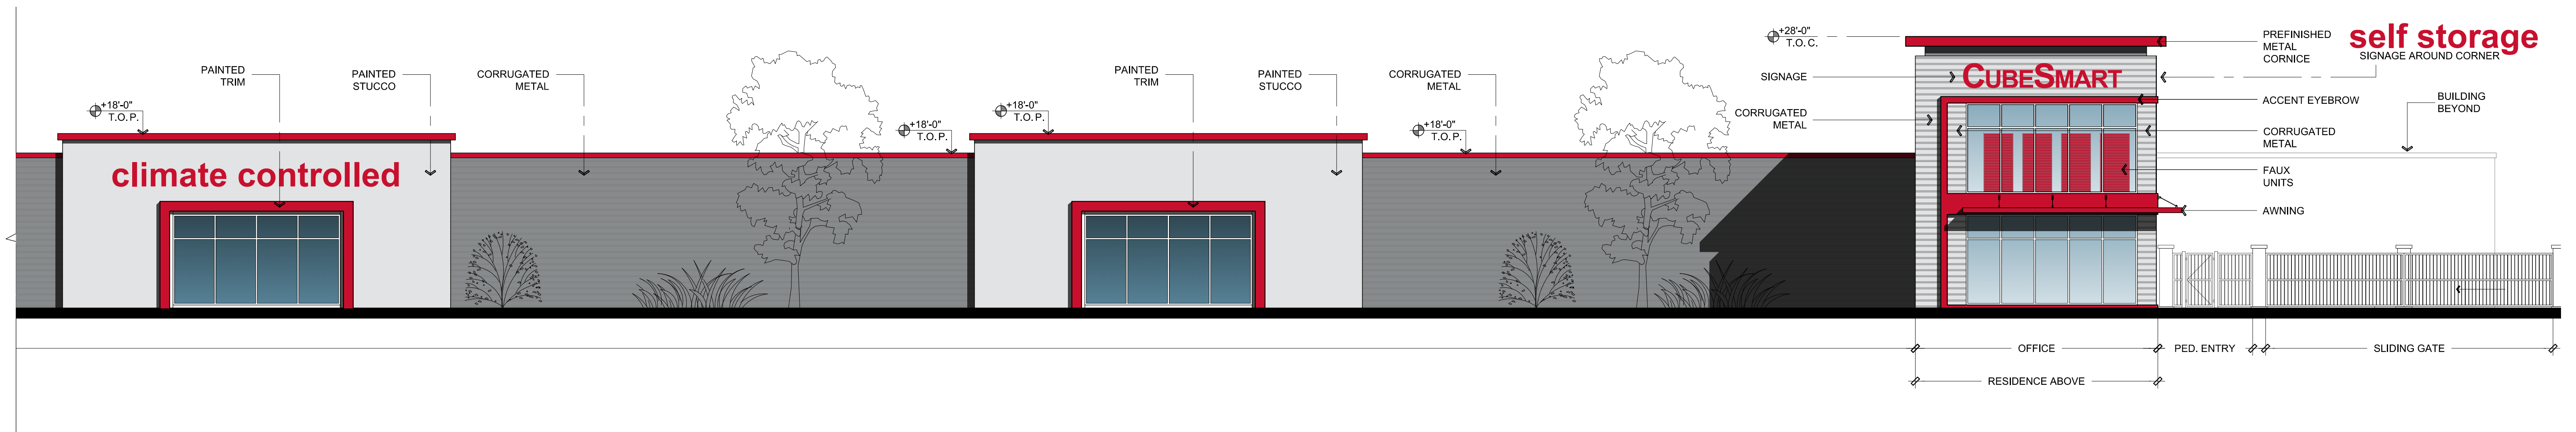 PAINTED
TRIM
PAINTED
STUCCO
CORRUGATED
METAL
+18'-0"
T.O.P.
climate controlled
+18'-0"
T.O.P.
+18'-0"
T.O.P.
PAINTED
TRIM
PAINTED
STUCCO
CORRUGATED
METAL
+18'-0"
T.O.P.
+28'-0"
T.O.C.
SIGNAGE
CORRUGATED
METAL
CUBESMART
PREFINISHED
METAL
CORNICE
self storage
SIGNAGE AROUND CORNER
ACCENT EYEBROW
BUILDING
BEYOND
CORRUGATED
METAL
FAUX
UNITS
AWNING
OFFICE
PED. ENTRY
SLIDING GATE
RESIDENCE ABOVE